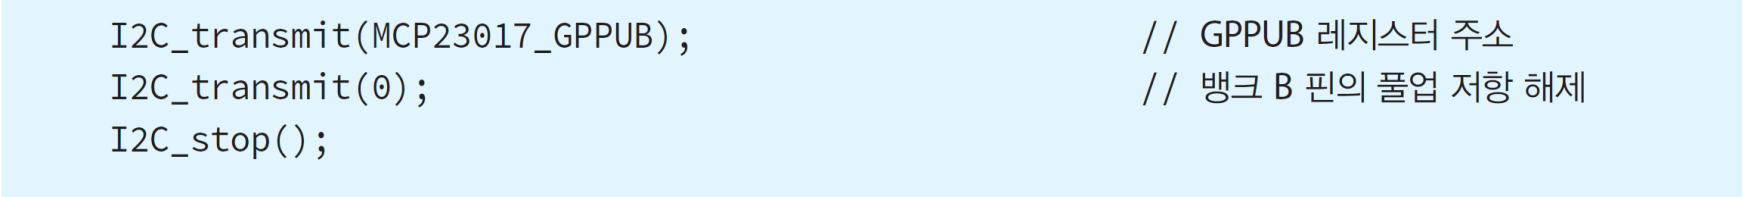 I2C_transmit(MCP23017_GPPUB); // GPPUB 레지스터 주소
I2C_transmit(0); // 뱅크 B 핀의 풀업 저항 해제
I2C_stop();